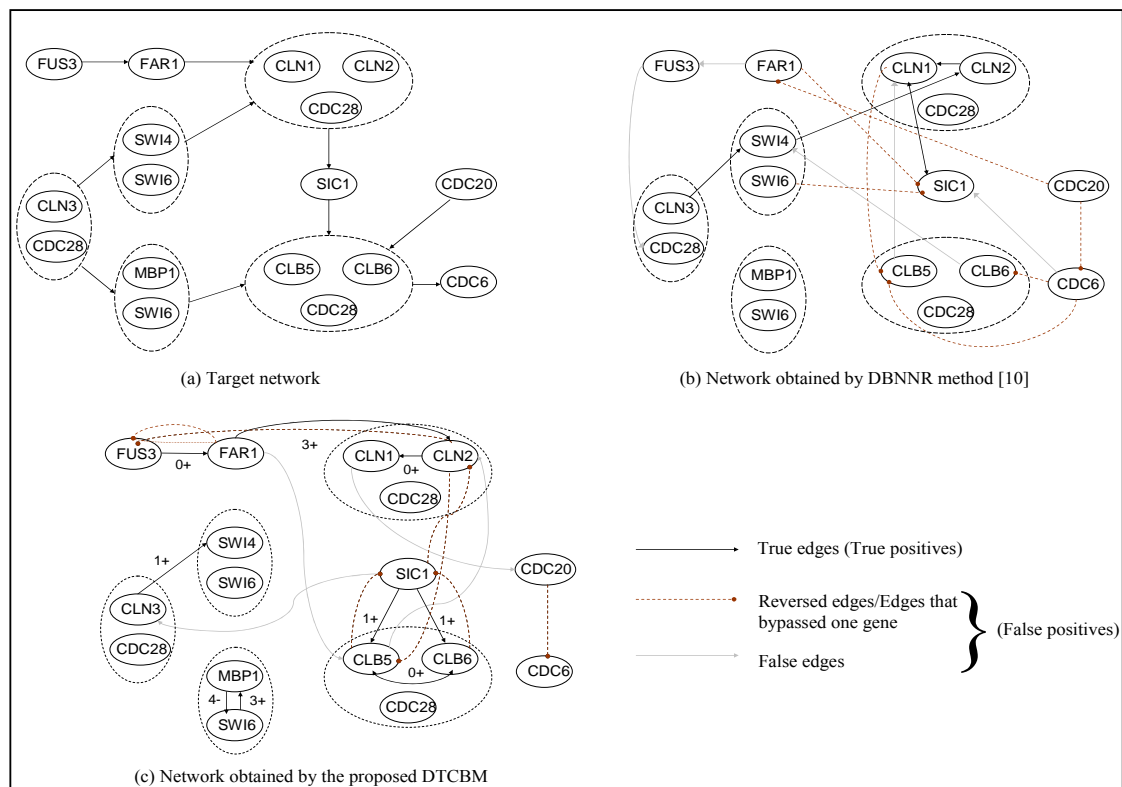 FUS3
FAR1
CLN1
CLN2
CDC28
SWI4
SWI6
SIC1
CDC20
CLN3
CDC28
MBP1
SWI6
CLB5
CLB6
CDC28
CDC6
(a) Target network
FUS3
FAR1
CLN1
CLN2
CDC28
SWI4
SWI6
SIC1
CDC20
CLN3
CDC28
MBP1
SWI6
CLB5
CLB6
CDC28
CDC6
(b) Network obtained by DBNNR method [10]
FUS3
0+
FAR1
3+
CLN1
0+
CLN2
CDC28
1+
SWI4
SWI6
SIC1
CDC20
CLN3
CDC28
1+
1+
CLB5
0+
CLB6
CDC28
CDC6
MBP1
4-
3+
SWI6
(c) Network obtained by the proposed DTCBM
True edges (True positives)
Reversed edges/Edges that
bypassed one gene
} (False positives)
False edges